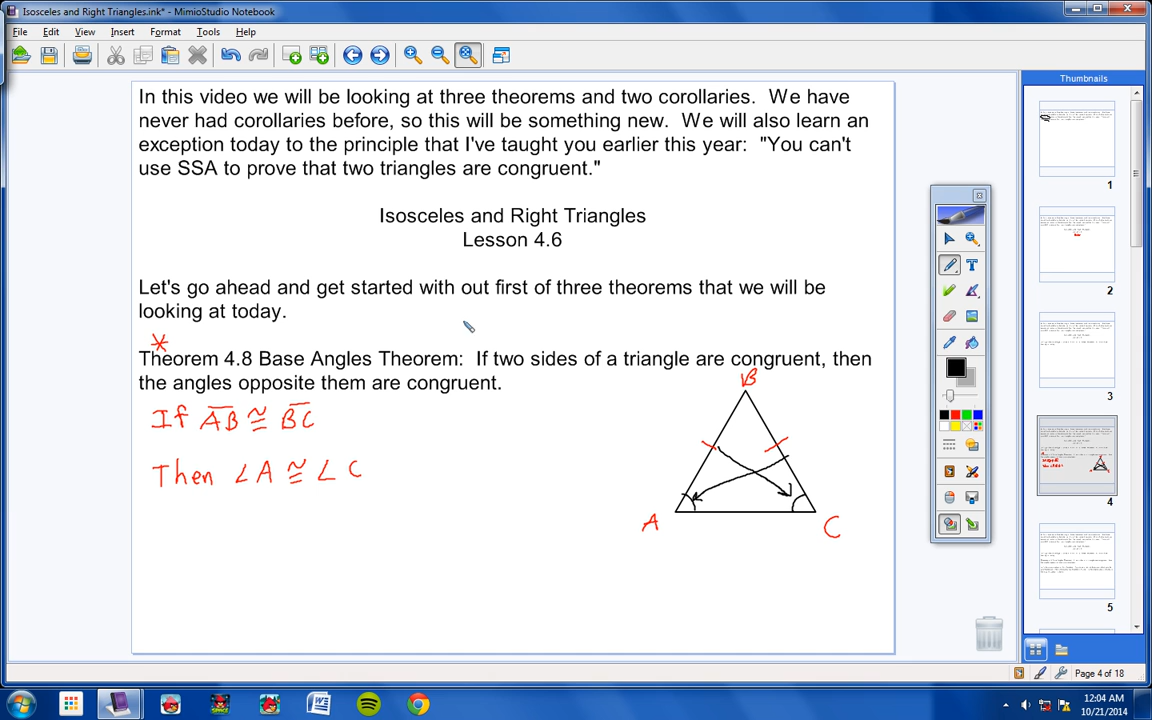 Isosceles and Right Triangles.ink* - MimioStudio Notebook
File Edit View Insert Format Tools Help
In this video we will be looking at three theorems and two corollaries. We have
never had corollaries before, so this will be something new. We will also learn an
exception today to the principle that I've taught you earlier this year: "You can't
use SSA to prove that two triangles are congruent."
Isosceles and Right Triangles
Lesson 4.6
Let's go ahead and get started with out first of three theorems that we will be
looking at today.
*
Theorem 4.8 Base Angles Theorem: If two sides of a triangle are congruent, then
the angles opposite them are congruent.
B
If A̅B̅ ≅ B̅C̅
Then ∠A ≅ ∠C
A C
Thumbnails
1
2
3
4
5
Page 4 of 18
12:04 AM
10/21/2014